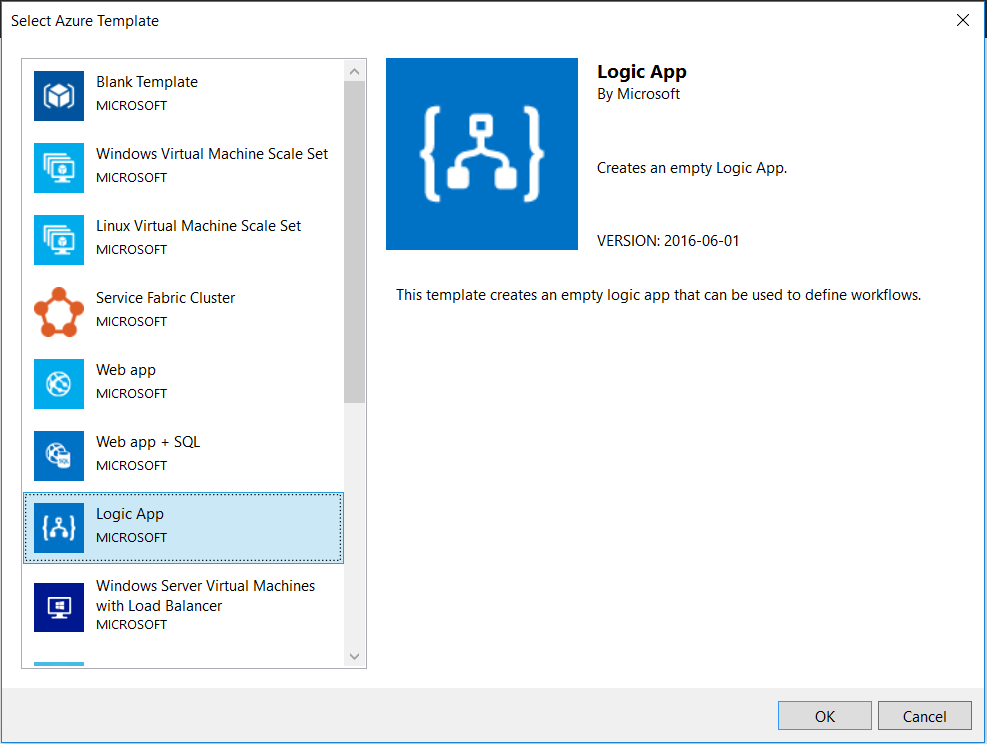 Select Azure Template
Blank Template
MICROSOFT
Windows Virtual Machine Scale Set
MICROSOFT
Linux Virtual Machine Scale Set
MICROSOFT
Service Fabric Cluster
MICROSOFT
Web app
MICROSOFT
Web app + SQL
MICROSOFT
SQL
Logic App
MICROSOFT
Windows Server Virtual Machines
with Load Balancer
MICROSOFT
Logic App
By Microsoft
Creates an empty Logic App.
VERSION: 2016-06-01
This template creates an empty logic app that can be used to define workflows.
OK
Cancel